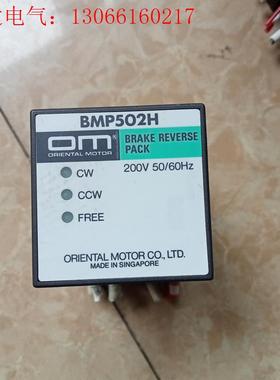 电气：13066160217
BMP502H
OM
ORIENTAL MOTOR
BRAKE REVERSE
PACK
CW
200V 50/60Hz
CCW
FREE
ORIENTAL MOTOR CO., LTD.
MADE IN SINGAPORE